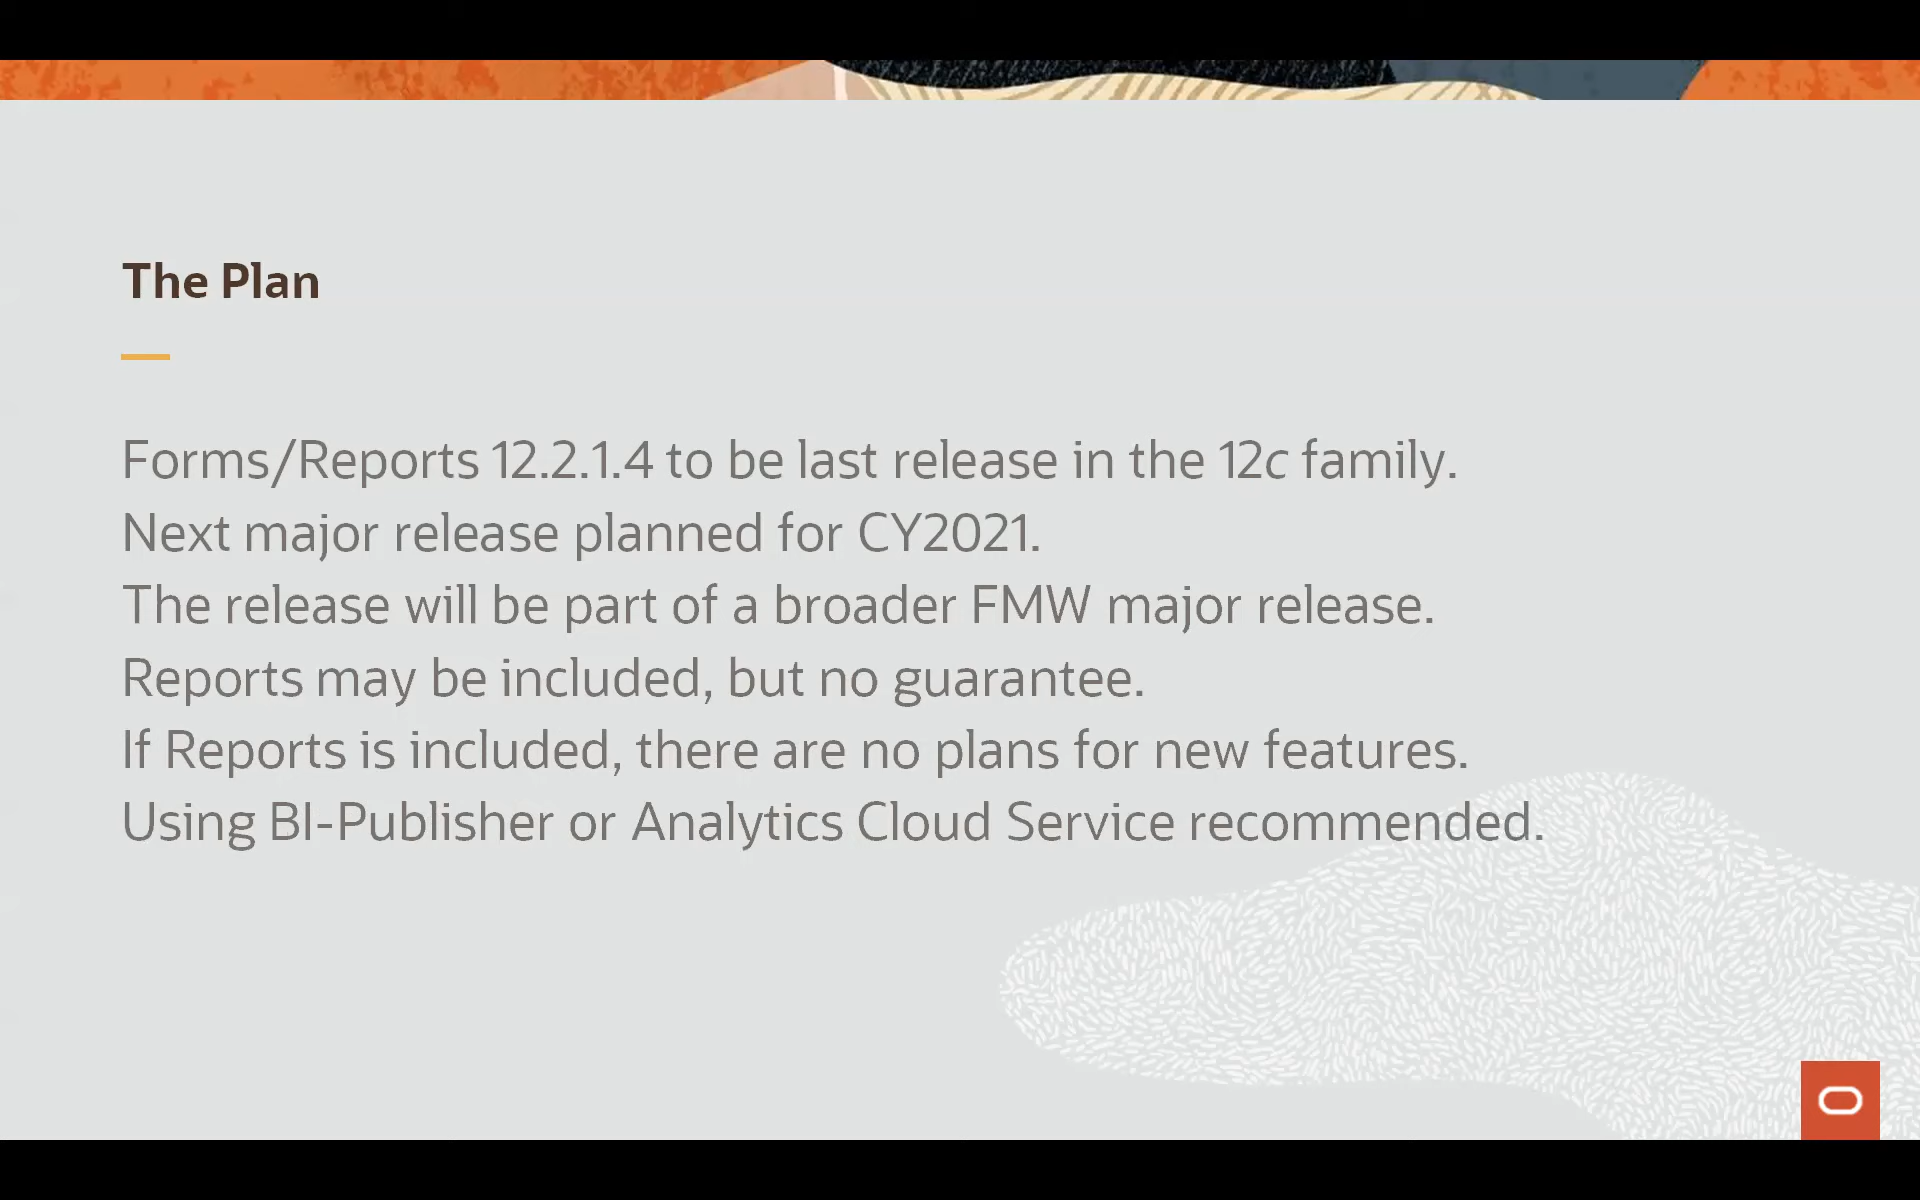 The Plan
Forms/Reports 12.2.1.4 to be last release in the 12c family.
Next major release planned for CY2021.
The release will be part of a broader FMW major release.
Reports may be included, but no guarantee.
If Reports is included, there are no plans for new features.
Using BI-Publisher or Analytics Cloud Service recommended.